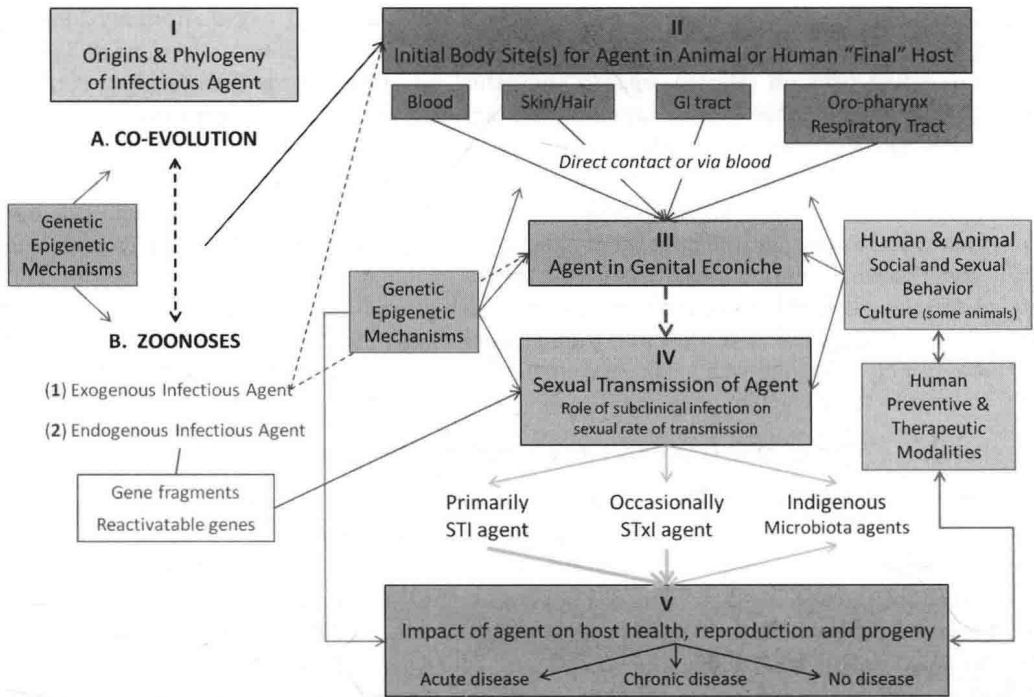 I
Origins & Phylogeny
of Infectious Agent
A. CO-EVOLUTION
Genetic
Epigenetic
Mechanisms
B. ZOONOSES
(1) Exogenous Infectious Agent
(2) Endogenous Infectious Agent
Gene fragments
Reactivatable genes
II
Initial Body Site(s) for Agent in Animal or Human “Final” Host
Blood
Skin/Hair
GI tract
Oro-pharynx
Respiratory Tract
Direct contact or via blood
III
Agent in Genital Econiche
Genetic
Epigenetic
Mechanisms
Human & Animal
Social and Sexual
Behavior
Culture (some animals)
IV
Sexual Transmission of Agent
Role of subclinical infection on
sexual rate of transmission
Human
Preventive &
Therapeutic
Modalities
Primarily
STI agent
Occasionally
STxI agent
Indigenous
Microbiota agents
V
Impact of agent on host health, reproduction and progeny
Acute disease
Chronic disease
No disease